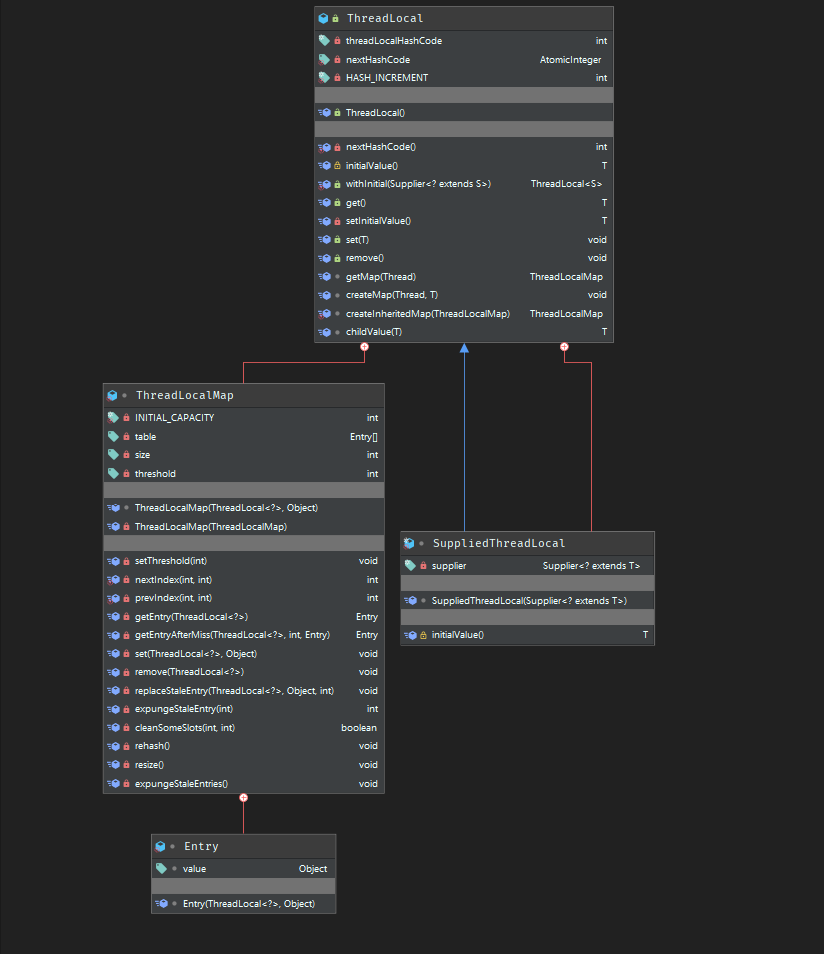 ThreadLocal
threadLocalHashCode int
nextHashCode AtomicInteger
HASH_INCREMENT int
ThreadLocal()
nextHashCode() int
initialValue() T
withInitial(Supplier<? extends S>) ThreadLocal<S>
get() T
setInitialValue() T
set(T) void
remove() void
getMap(Thread) ThreadLocalMap
createMap(Thread, T) void
createInheritedMap(ThreadLocalMap) ThreadLocalMap
childValue(T) T
ThreadLocalMap
INITIAL_CAPACITY int
table Entry[]
size int
threshold int
ThreadLocalMap(ThreadLocal<?>, Object)
ThreadLocalMap(ThreadLocalMap)
setThreshold(int) void
nextIndex(int, int) int
prevIndex(int, int) int
getEntry(ThreadLocal<?>) Entry
getEntryAfterMiss(ThreadLocal<?>, int, Entry) Entry
set(ThreadLocal<?>, Object) void
remove(ThreadLocal<?>) void
replaceStaleEntry(ThreadLocal<?>, Object, int) void
expungeStaleEntry(int) int
cleanSomeSlots(int, int) boolean
rehash() void
resize() void
expungeStaleEntries() void
SuppliedThreadLocal
supplier Supplier<? extends T>
SuppliedThreadLocal(Supplier<? extends T>)
initialValue() T
Entry
value Object
Entry(ThreadLocal<?>, Object)